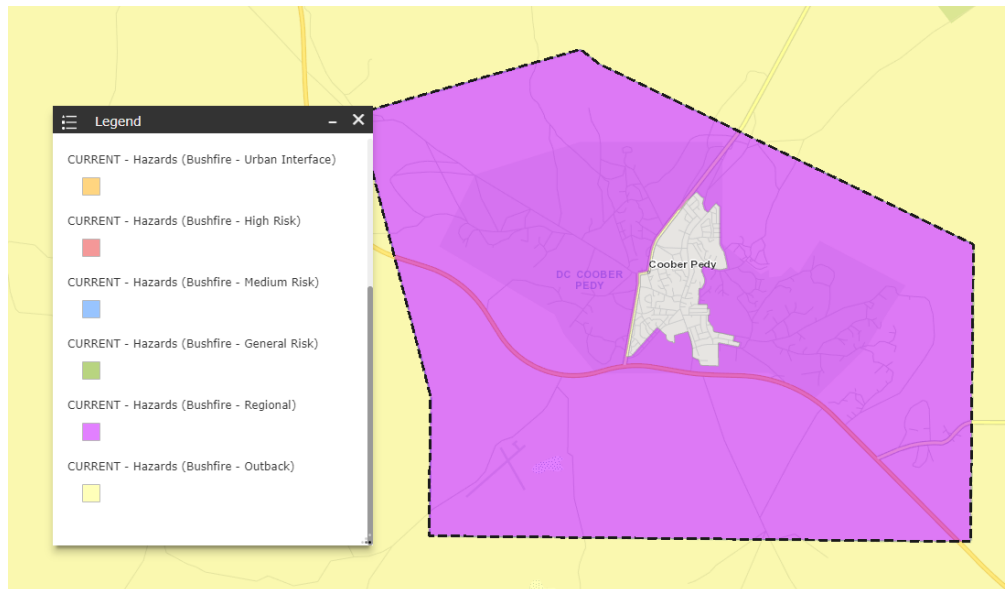 Legend
CURRENT - Hazards (Bushfire - Urban Interface)
CURRENT - Hazards (Bushfire - High Risk)
CURRENT - Hazards (Bushfire - Medium Risk)
CURRENT - Hazards (Bushfire - General Risk)
CURRENT - Hazards (Bushfire - Regional)
CURRENT - Hazards (Bushfire - Outback)
Coober Pedy
DC COOBER
PEDY